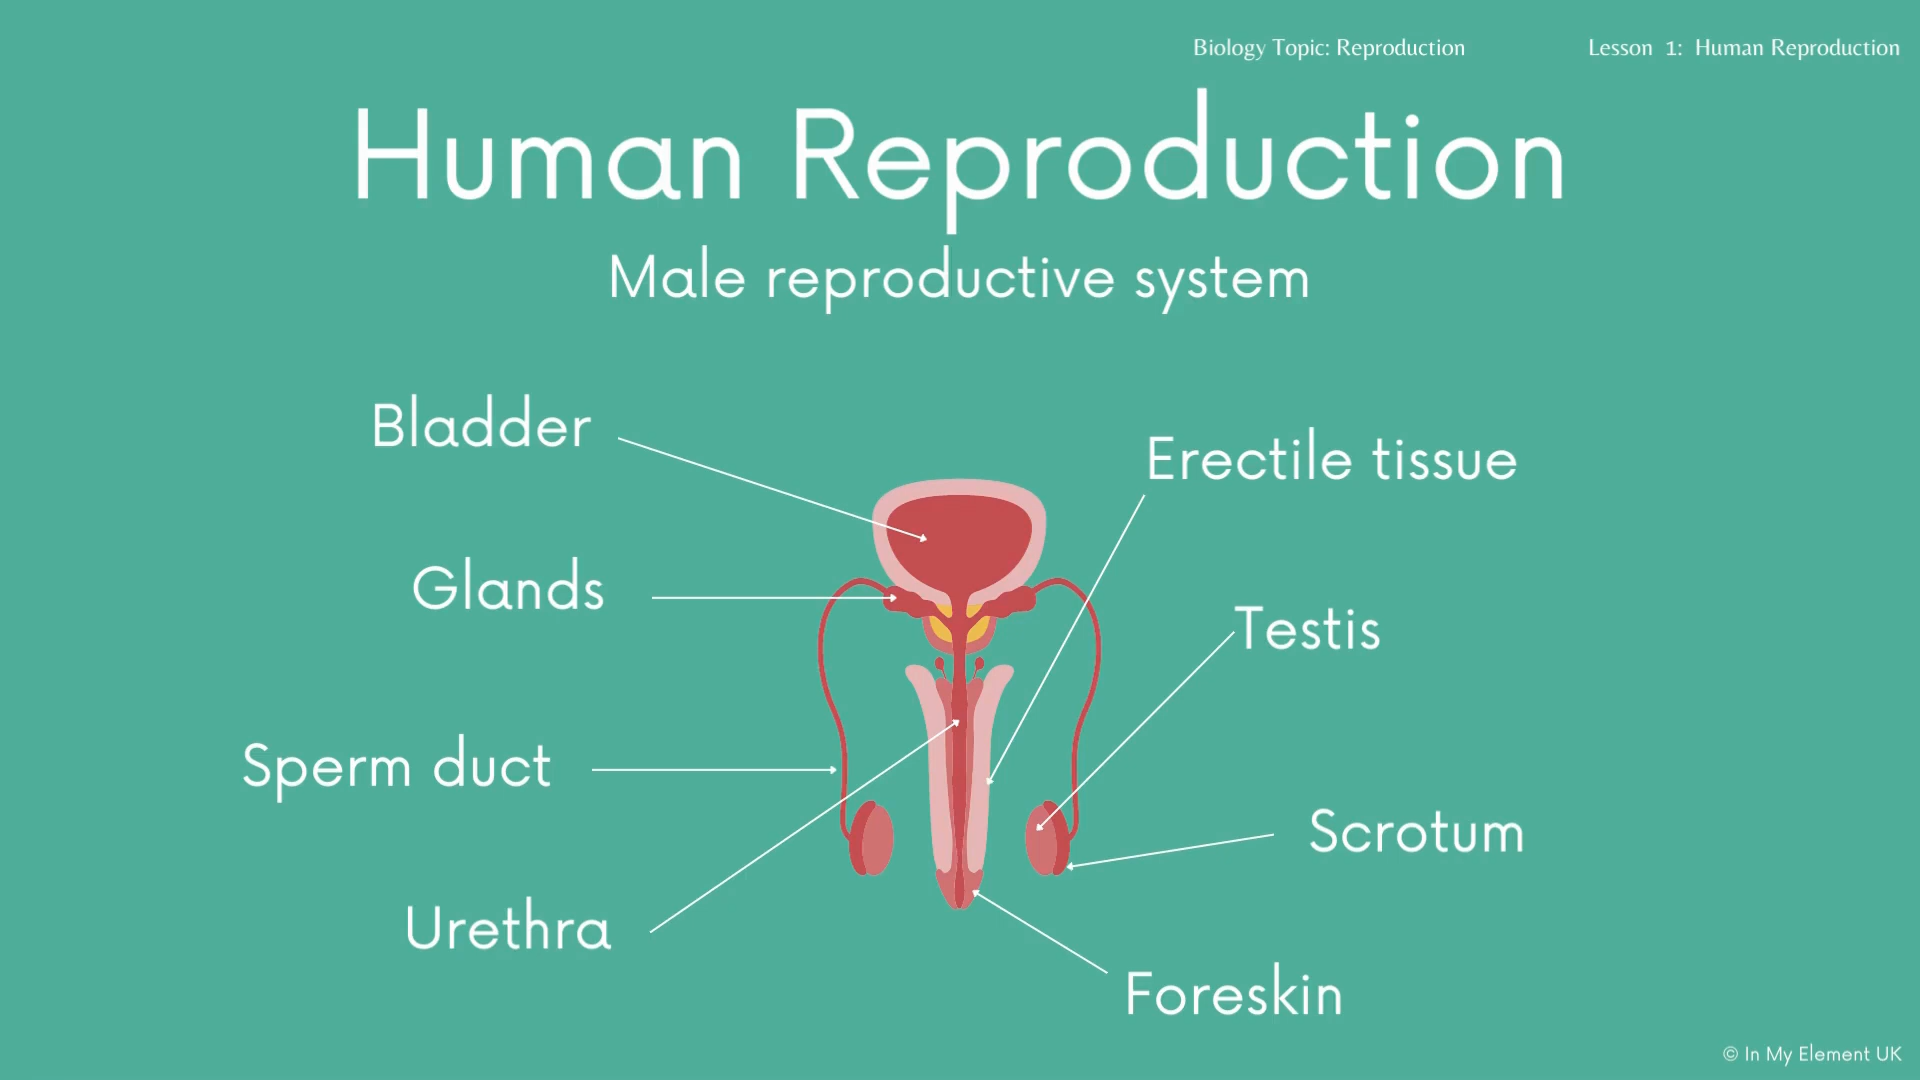 Biology Topic: Reproduction
Lesson 1: Human Reproduction
Human Reproduction
Male reproductive system
Bladder
Erectile tissue
Glands
Testis
Sperm duct
Scrotum
Urethra
Foreskin
© In My Element UK